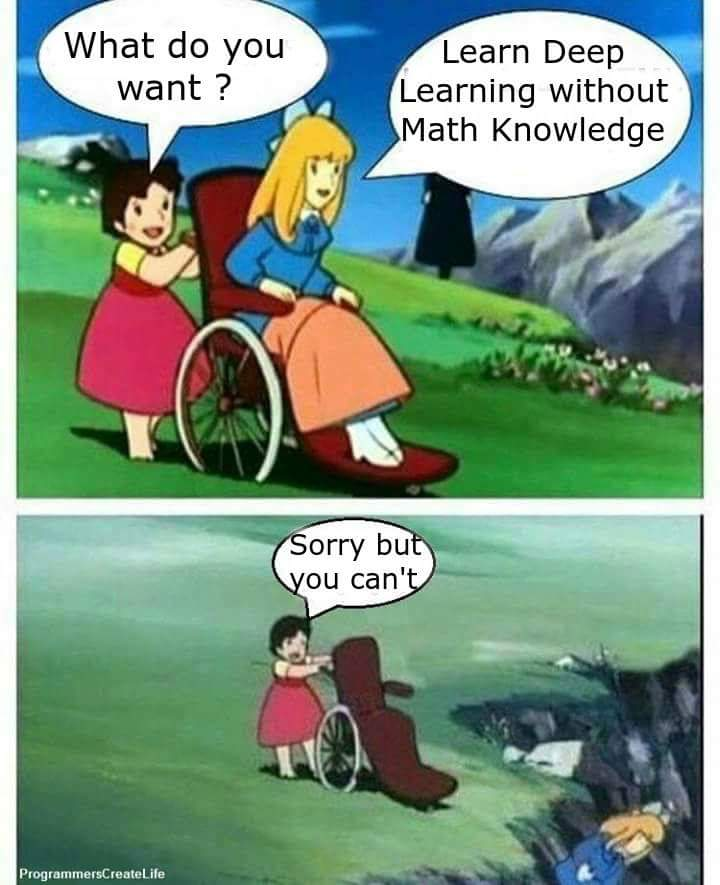 What do you
want ?
Learn Deep
Learning without
Math Knowledge
Sorry but
you can't
ProgrammersCreateLife